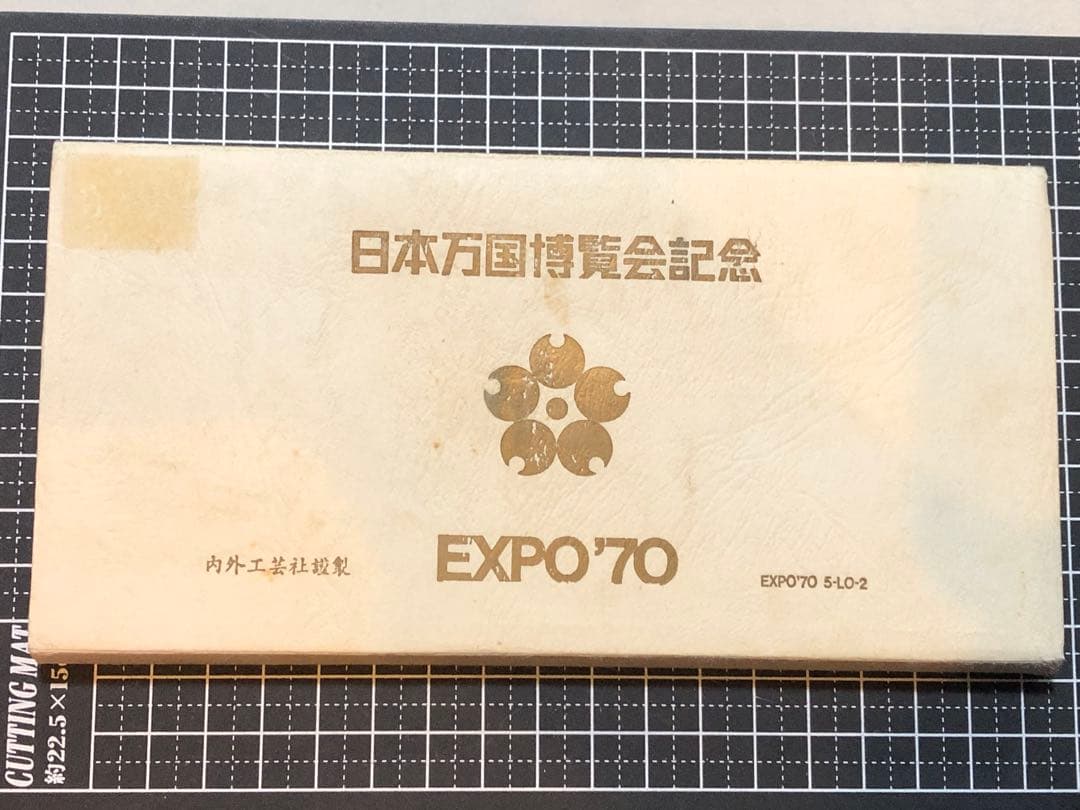 日本万国博覧会記念
EXPO'70
内外工芸社謹製
EXPO'70 5-LO-2
CUTTING MAT
約22.5×15